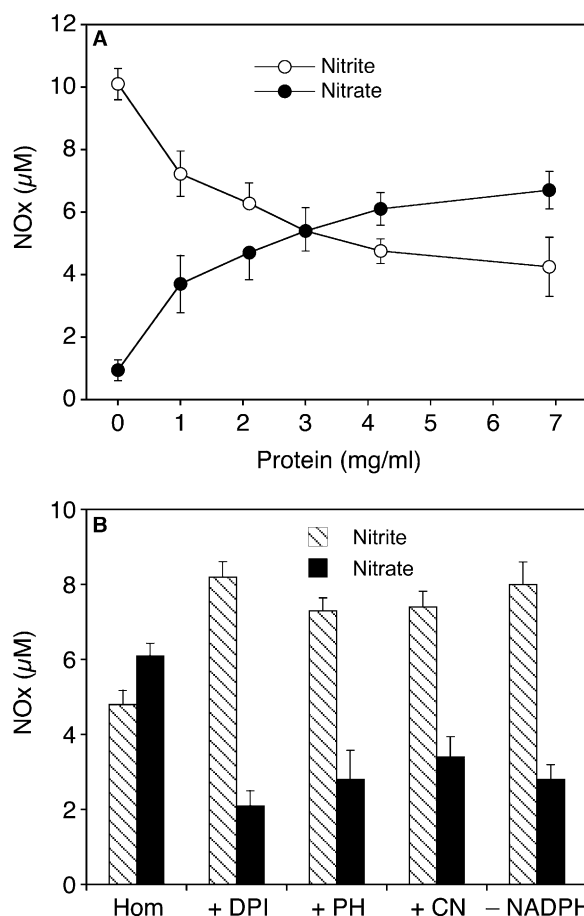 A
12
10
8
6
4
2
0
NOx (µM)
Nitrite
Nitrate
0 1 2 3 4 5 6 7
Protein (mg/ml)
B
10
8
6
4
2
0
NOx (µM)
Nitrite
Nitrate
Hom + DPI + PH + CN – NADPH